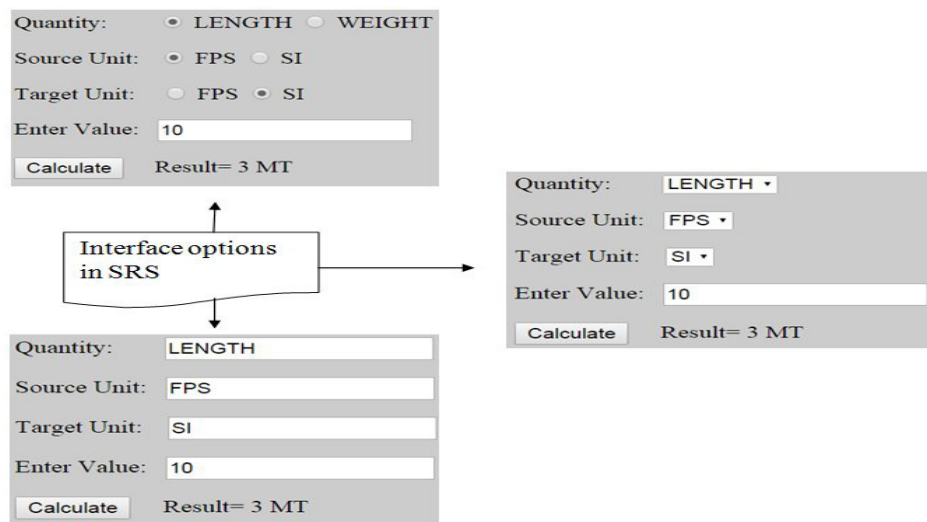 Quantity: LENGTH WEIGHT
Source Unit: FPS SI
Target Unit: FPS SI
Enter Value: 10
Calculate Result= 3 MT
Interface options
in SRS
Quantity: LENGTH
Source Unit: FPS
Target Unit: SI
Enter Value: 10
Calculate Result= 3 MT
Quantity: LENGTH
Source Unit: FPS
Target Unit: SI
Enter Value: 10
Calculate Result= 3 MT